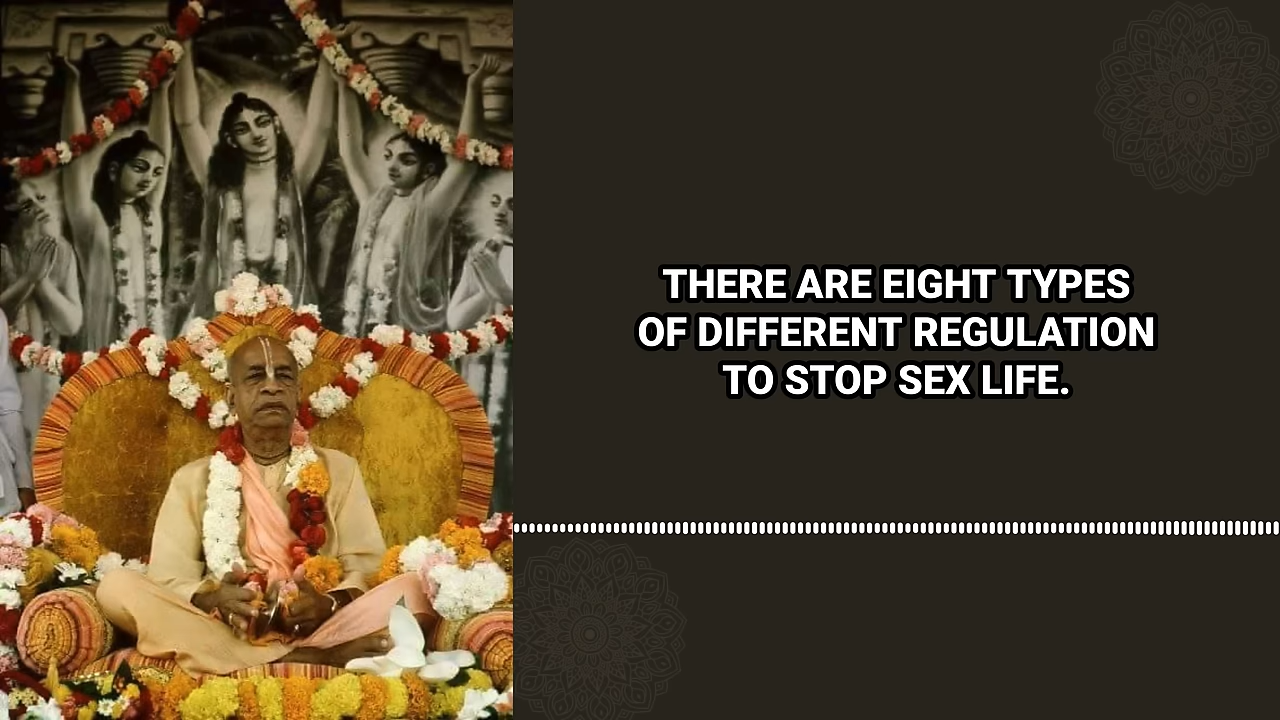 THERE ARE EIGHT TYPES
OF DIFFERENT REGULATION
TO STOP SEX LIFE.